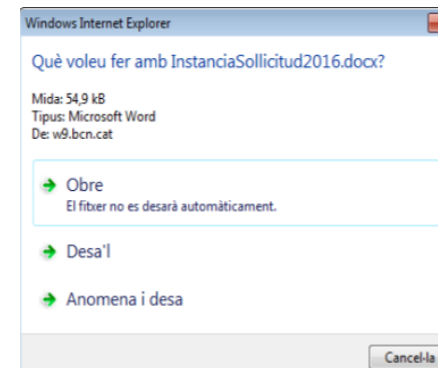 Windows Internet Explorer
Què voleu fer amb InstanciaSollicitud2016.docx?
Mida: 54,9 kB
Tipus: Microsoft Word
De: w9.bcn.cat
Obre
El fitxer no es desarà automàticament.
Desa'l
Anomena i desa
Cancel·la